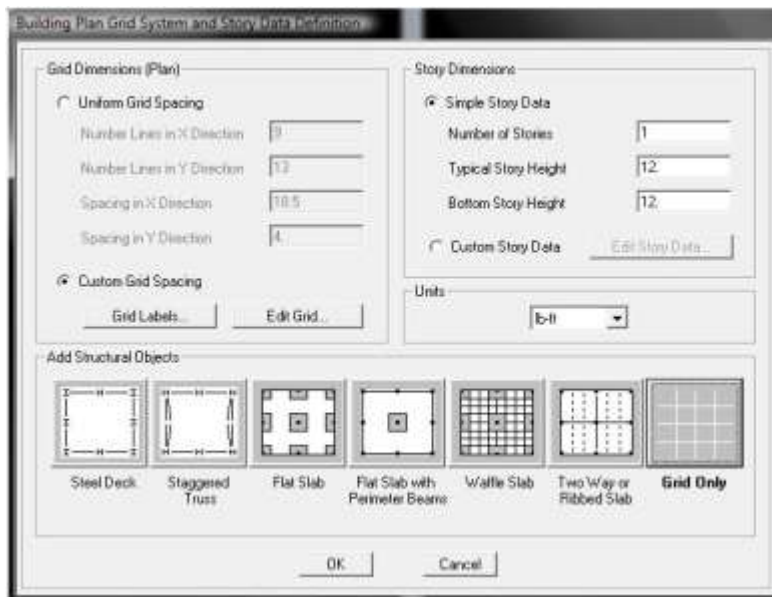 Building Plan Grid System and Story Data Definition
Grid Dimensions (Plan)
Uniform Grid Spacing
Number Lines in X Direction
9
Number Lines in Y Direction
13
Spacing in X Direction
18.5
Spacing in Y Direction
4.
Custom Grid Spacing
Grid Labels...
Edit Grid...
Story Dimensions
Simple Story Data
Number of Stories
1
Typical Story Height
12.
Bottom Story Height
12.
Custom Story Data
Edit Story Data...
Units
lb-ft
Add Structural Objects
Steel Deck
Staggered
Truss
Flat Slab
Flat Slab with
Perimeter Beams
Waffle Slab
Two Way or
Ribbed Slab
Grid Only
OK
Cancel